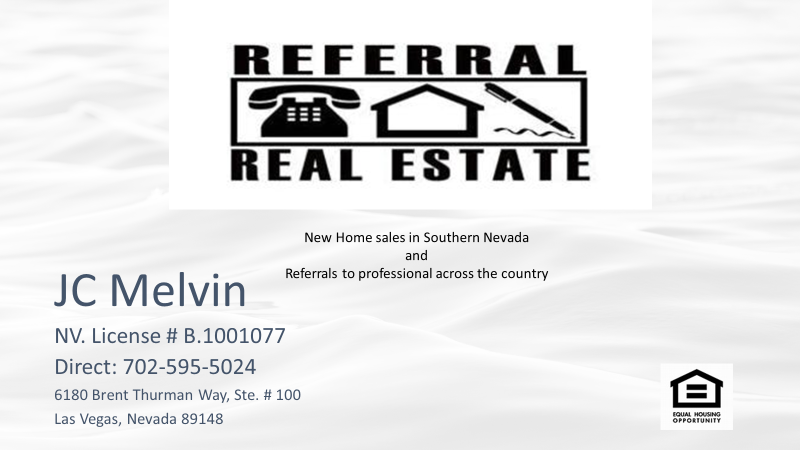 REFERRAL
REAL ESTATE
New Home sales in Southern Nevada
and
Referrals to professional across the country
JC Melvin
NV. License # B.1001077
Direct: 702-595-5024
6180 Brent Thurman Way, Ste. # 100
Las Vegas, Nevada 89148
EQUAL HOUSING
OPPORTUNITY